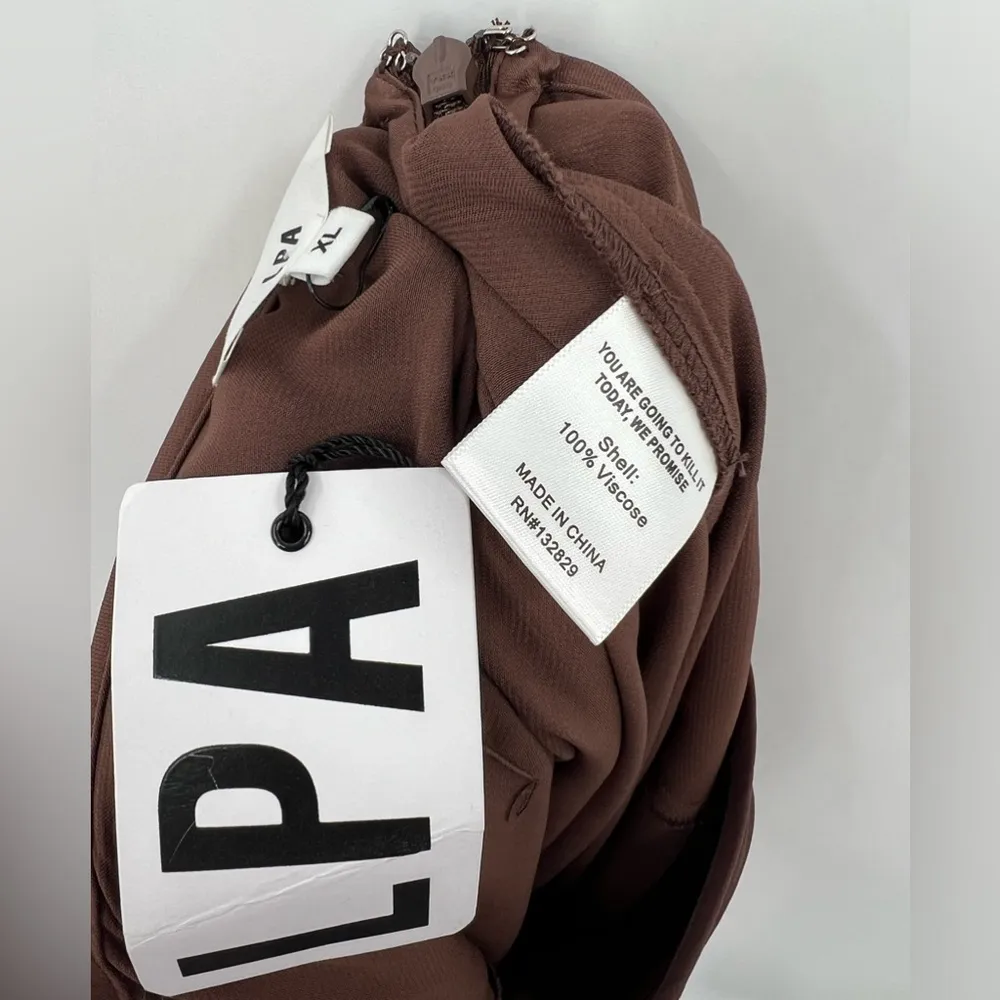 LPA
XL
YOU ARE GOING TO KILL IT
TODAY, WE PROMISE
Shell:
100% Viscose
MADE IN CHINA
RN#132829
LPA